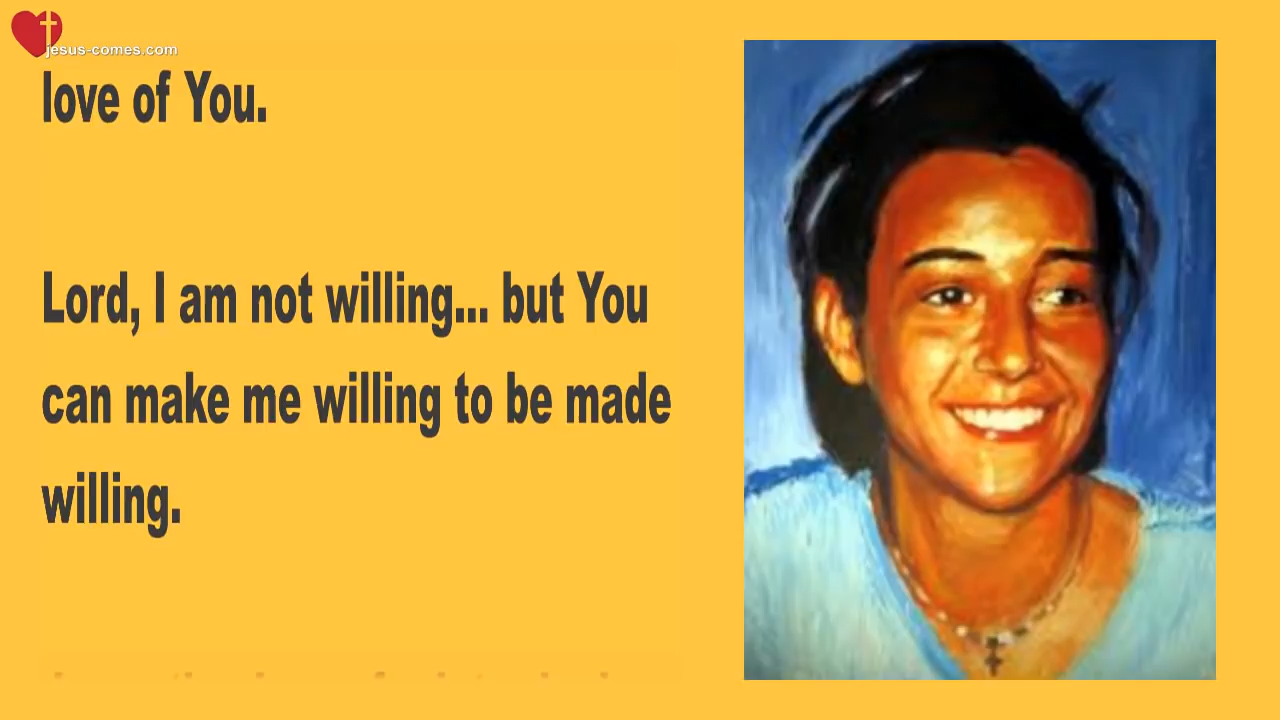 jesus-comes.com
love of You.
Lord, I am not willing... but You
can make me willing to be made
willing.